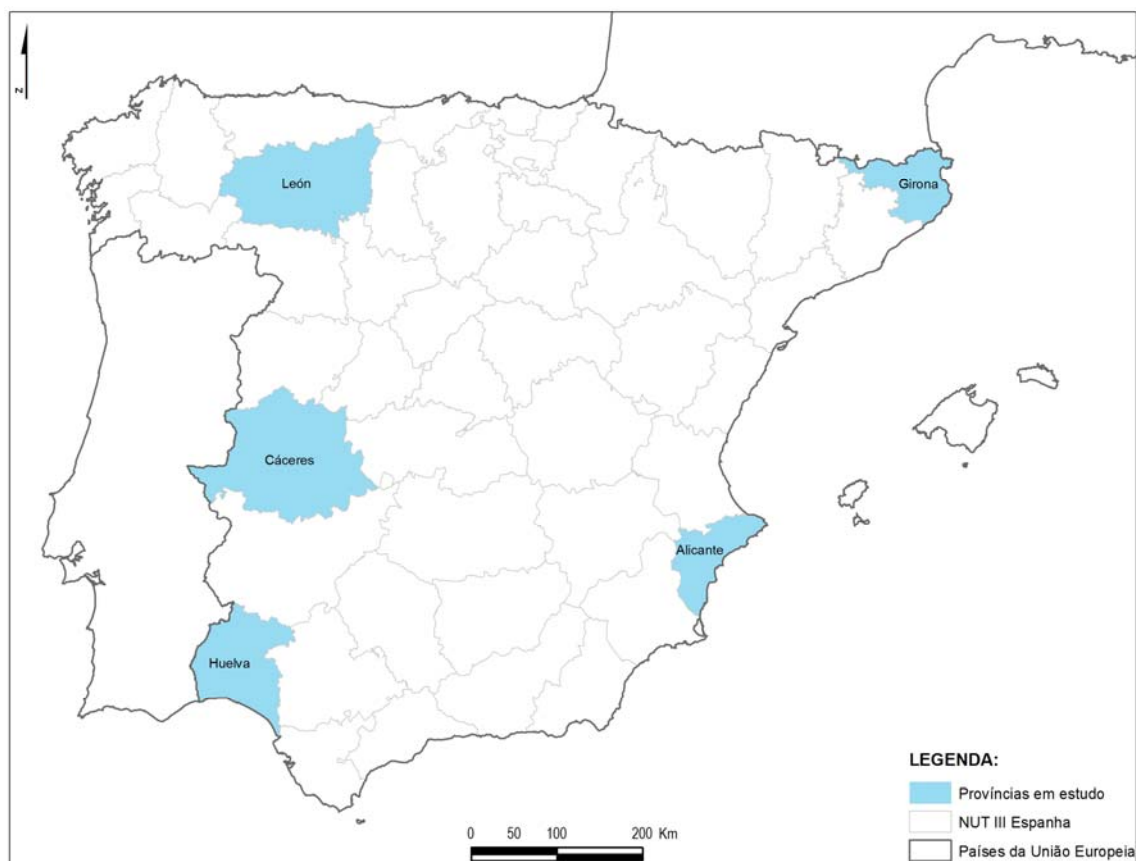 N
León
Girona
Cáceres
Alicante
Huelva
LEGENDA:
Províncias em estudo
NUT III Espanha
Países da União Europeia
0 50 100 200 Km